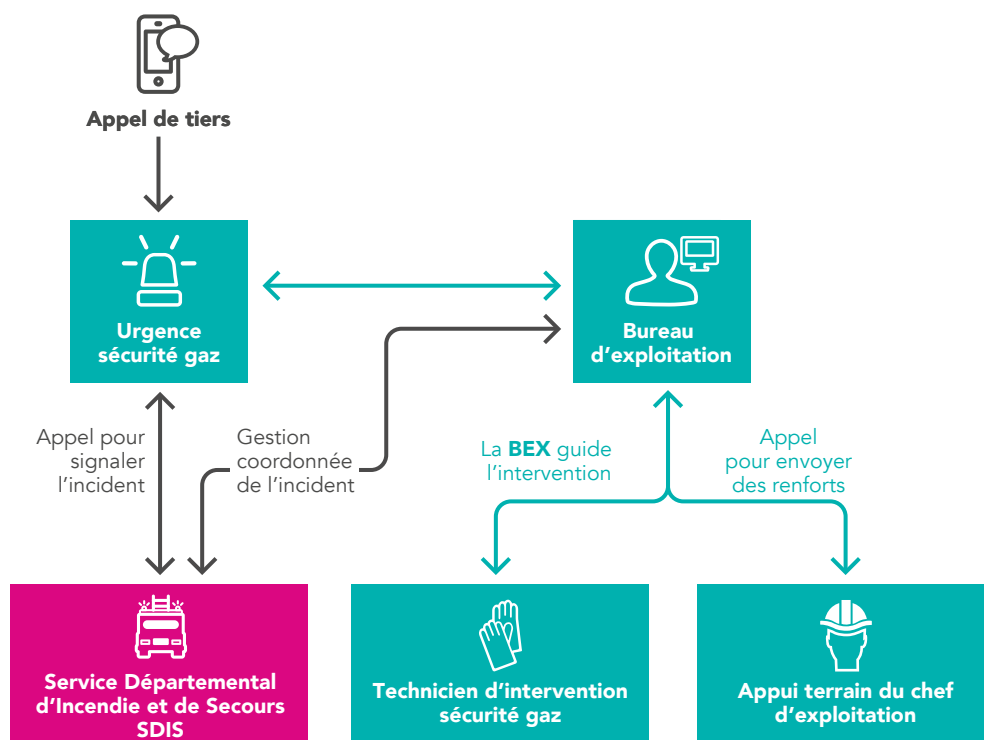 Appel de tiers
Urgence
sécurité gaz
Bureau
d'exploitation
Appel pour
signaler
l'incident
Gestion
coordonnée
de l'incident
La BEX guide
l'intervention
Appel
pour envoyer
des renforts
Service Départemental
d'Incendie et de Secours
SDIS
Technicien d'intervention
sécurité gaz
Appui terrain du chef
d'exploitation